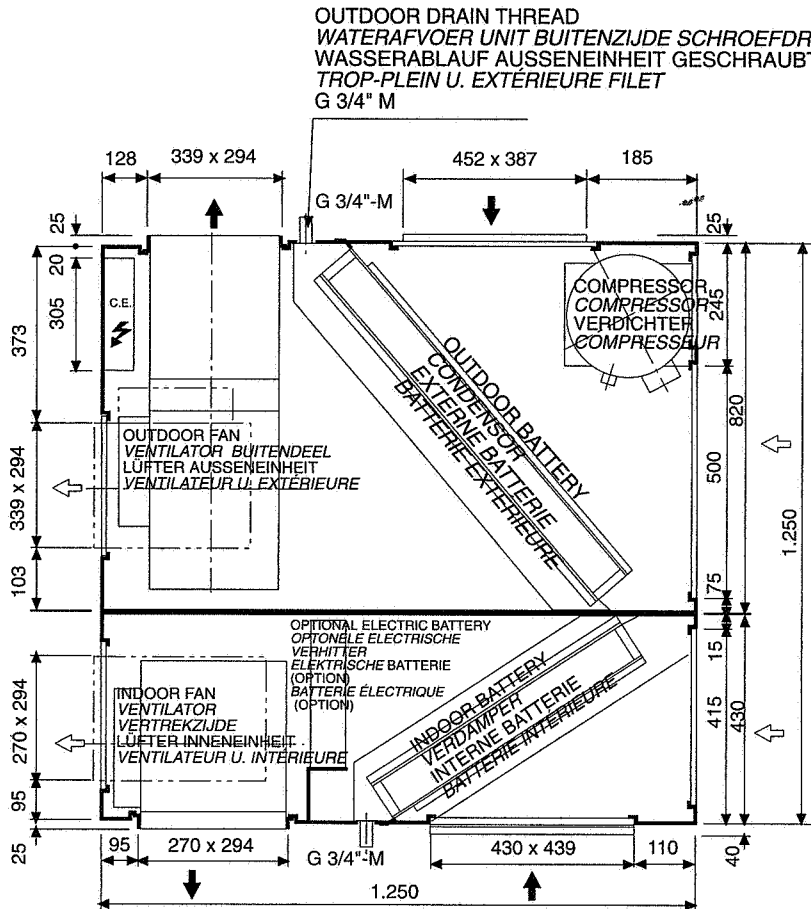 OUTDOOR DRAIN THREAD
WATERAFVOER UNIT BUITENZIJDE SCHROEFDR
WASSERABLAUF AUSSENEINHEIT GESCHRAUBT
TROP-PLEIN U. EXTÉRIEURE FILET
G 3/4" M
128
339 x 294
452 x 387
185
G 3/4"-M
25
25
20
305
373
C.E.
COMPRESSOR
COMPRESSOR
VERDICHTER
COMPRESSEUR
245
OUTDOOR BATTERY
CONDENSOR
EXTERNE BATTERIE
BATTERIE EXTERIEURE
820
OUTDOOR FAN
VENTILATOR BUITENDEEL
LÜFTER AUSSENEINHEIT
VENTILATEUR U. EXTÉRIEURE
339 x 294
500
1.250
103
75
OPTIONAL ELECTRIC BATTERY
OPTONELE ELECTRISCHE
VERHITTER
ELEKTRISCHE BATTERIE
(OPTION)
BATTERIE ÉLECTRIQUE
(OPTION)
15
270 x 294
INDOOR FAN
VENTILATOR
VERTREKZIJDE
LÜFTER INNENEINHEIT
VENTILATEUR U. INTÉRIEURE
INDOOR BATTERY
VERDAMPER
INTERNE BATTERIE
BATTERIE INTERIEURE
415
430
95
25
95
270 x 294
G 3/4"-M
430 x 439
110
40
1.250